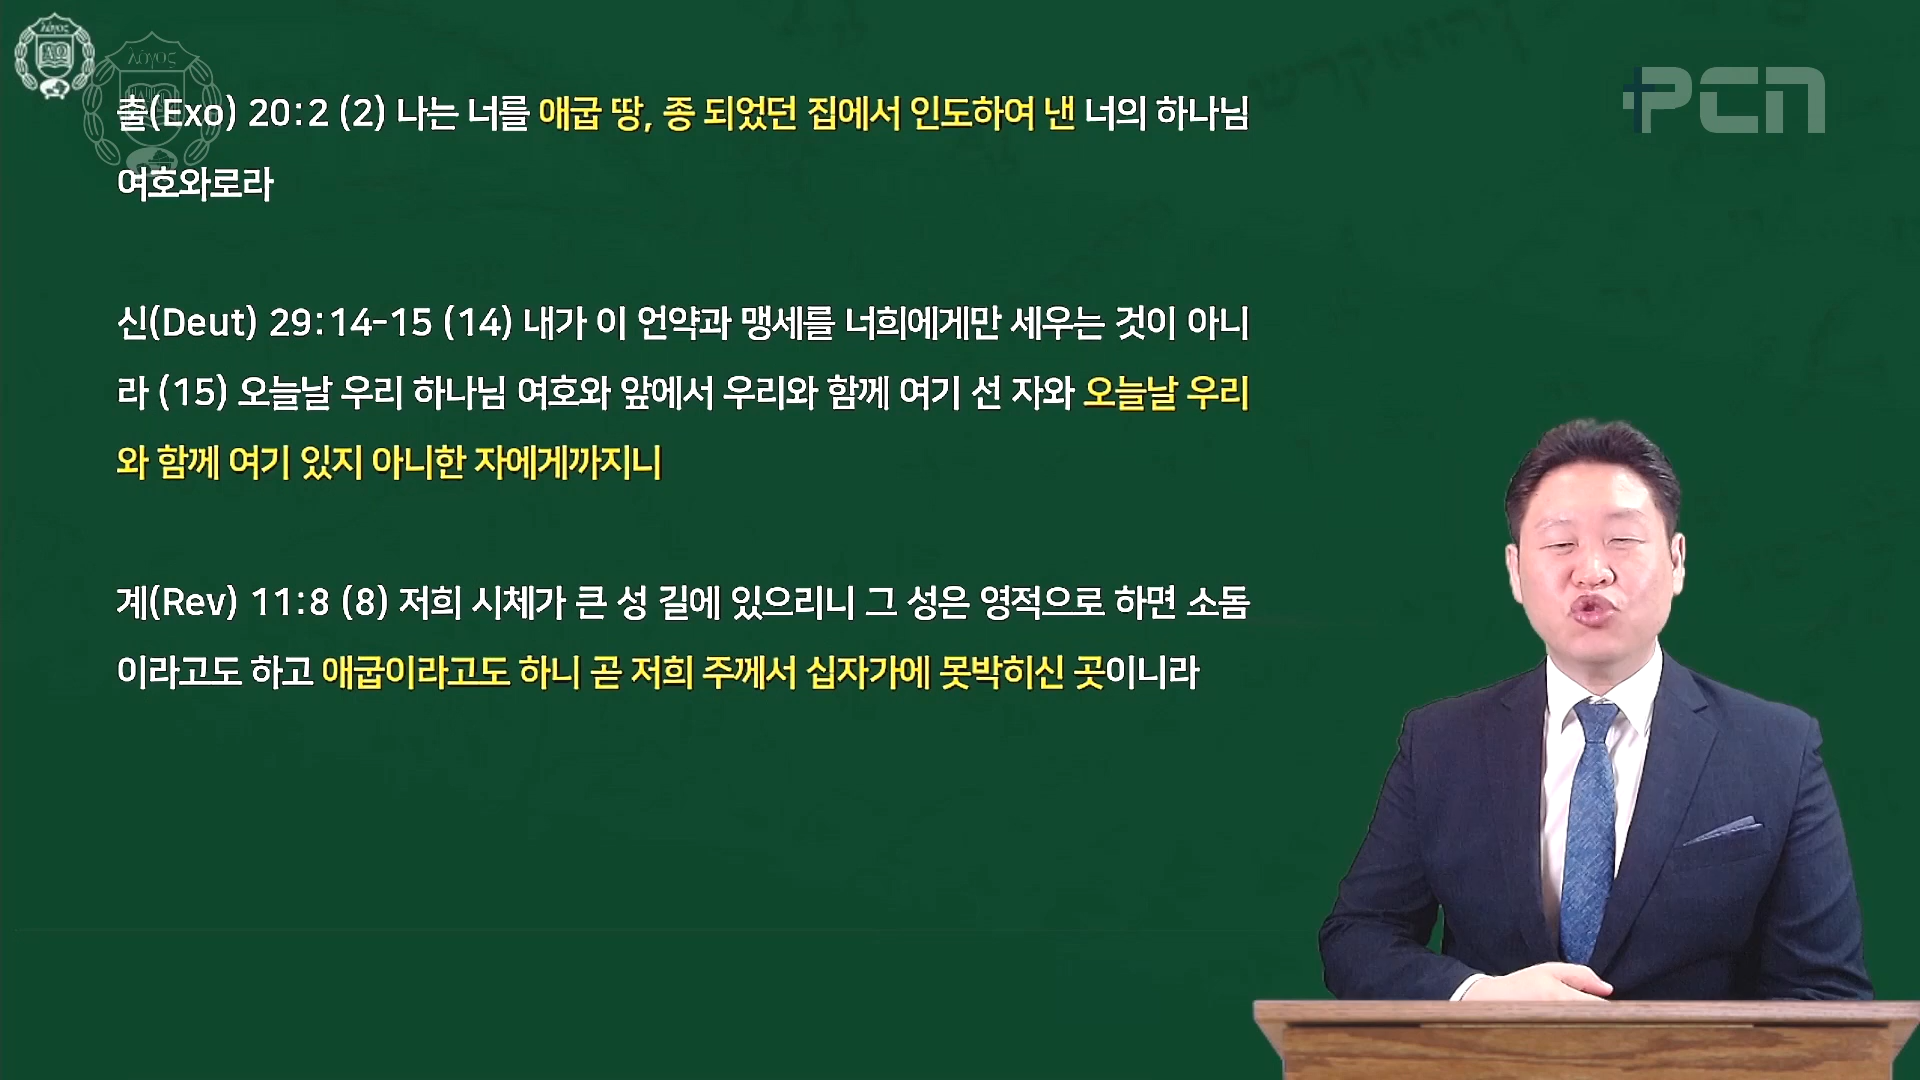 λόγος
ΑΩ
λόγος
ΑΩ
PCN
출(Exo) 20:2 (2) 나는 너를 애굽 땅, 종 되었던 집에서 인도하여 낸 너의 하나님
여호와로라
신(Deut) 29:14-15 (14) 내가 이 언약과 맹세를 너희에게만 세우는 것이 아니
라 (15) 오늘날 우리 하나님 여호와 앞에서 우리와 함께 여기 선 자와 오늘날 우리
와 함께 여기 있지 아니한 자에게까지니
계(Rev) 11:8 (8) 저희 시체가 큰 성 길에 있으리니 그 성은 영적으로 하면 소돔
이라고도 하고 애굽이라고도 하니 곧 저희 주께서 십자가에 못박히신 곳이니라